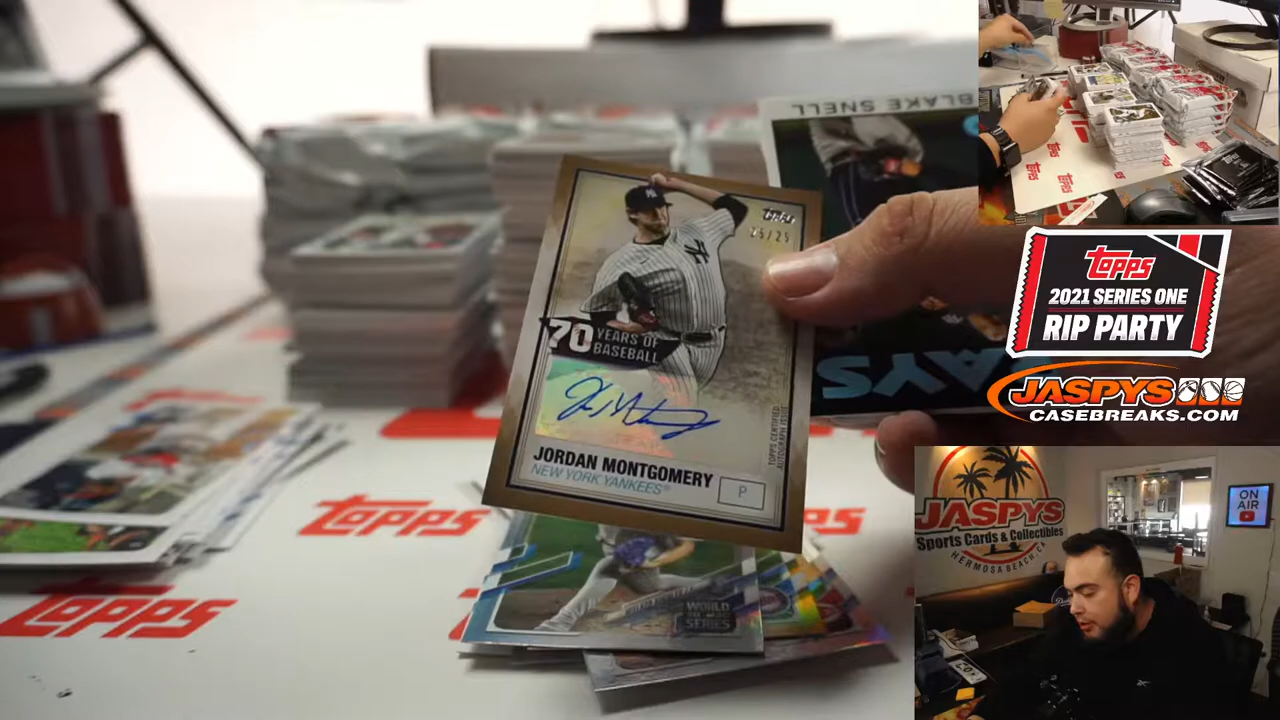 BLAKE SNELL
Topps
25/25
70 YEARS OF
BASEBALL
TOPPS CERTIFIED
AUTOGRAPH ISSUE
JORDAN MONTGOMERY
NEW YORK YANKEES®
P
AYS
WORLD
SERIES
Topps
Topps
Topps
Topps
2021 SERIES ONE
RIP PARTY
JASPYS
CASEBREAKS.COM
JASPYS
Sports Cards & Collectibles
HERMOSA BEACH, CA
ON
AIR